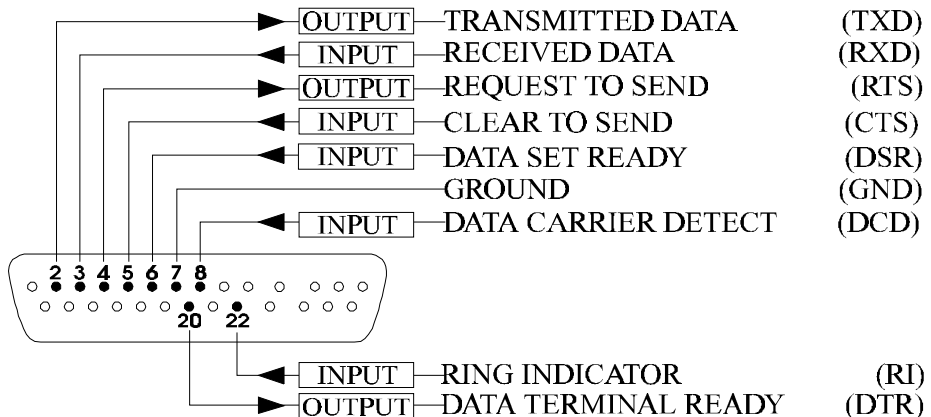 OUTPUT TRANSMITTED DATA (TXD)
INPUT RECEIVED DATA (RXD)
OUTPUT REQUEST TO SEND (RTS)
INPUT CLEAR TO SEND (CTS)
INPUT DATA SET READY (DSR)
GROUND (GND)
INPUT DATA CARRIER DETECT (DCD)
2 3 4 5 6 7 8
20 22
INPUT RING INDICATOR (RI)
OUTPUT DATA TERMINAL READY (DTR)